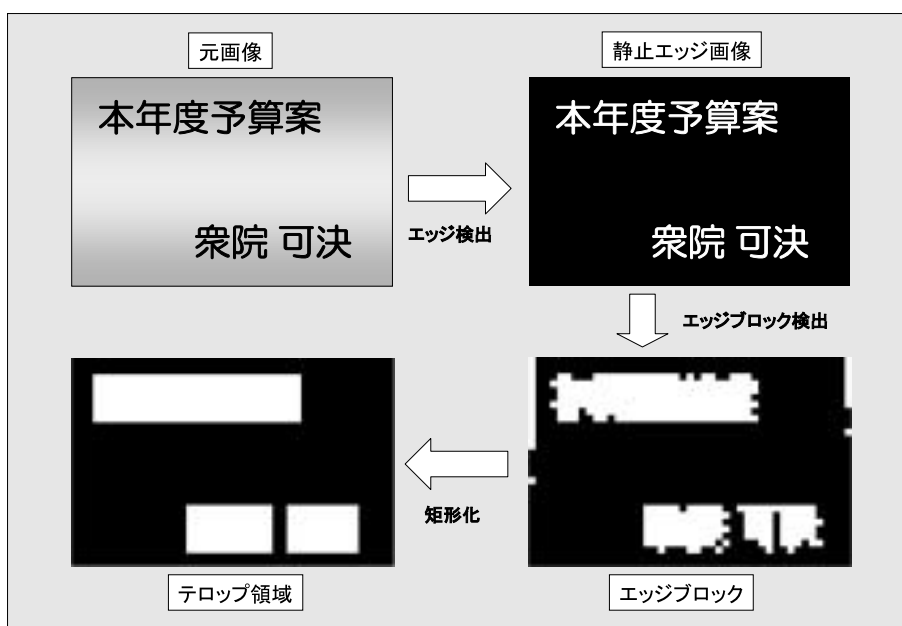 元画像
静止エッジ画像
本年度予算案
衆院 可決
エッジ検出
本年度予算案
衆院 可決
エッジブロック検出
矩形化
テロップ領域
エッジブロック